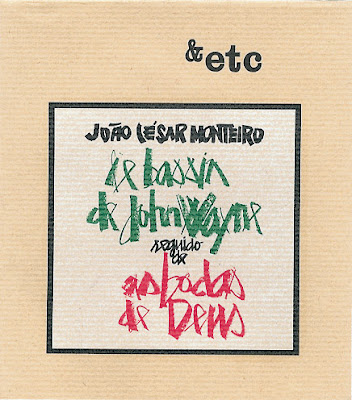 &etc
JOÃO CÉSAR MONTEIRO
le bassin
de John Wayne
seguido
de
as bodas
de Deus